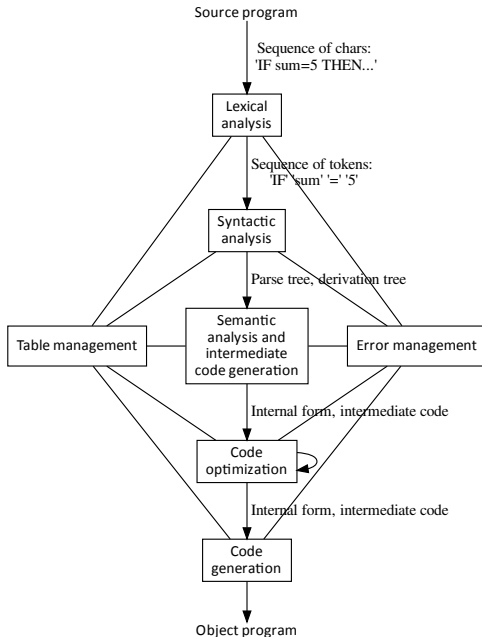 Source program
Sequence of chars:
'IF sum=5 THEN...'
Lexical
analysis
Sequence of tokens:
'IF' 'sum' '=' '5'
Syntactic
analysis
Parse tree, derivation tree
Table management
Semantic
analysis and
intermediate
code generation
Error management
Internal form, intermediate code
Code
optimization
Internal form, intermediate code
Code
generation
Object program